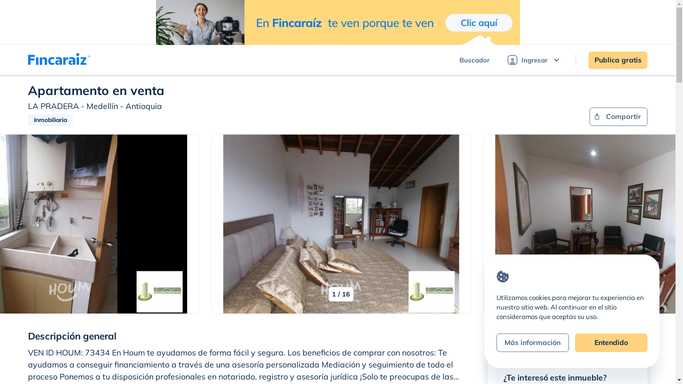 En Fincaraíz te ven porque te ven
Clic aquí
Fincaraíz
Buscador
Ingresar
Publica gratis
Apartamento en venta
LA PRADERA - Medellín - Antioquia
Inmobiliaria
Compartir
HOUM
HOUM
1 / 16
Utilizamos cookies para mejorar tu experiencia en
nuestro sitio web. Al continuar en el sitio
consideramos que aceptas su uso.
Más información
Entendido
Descripción general
VEN ID HOUM: 73434 En Houm te ayudamos de forma fácil y segura. Los beneficios de comprar con nosotros: Te
ayudamos a conseguir financiamiento a través de una asesoría personalizada Mediación y seguimiento de todo el
proceso Ponemos a tu disposición profesionales en notariado, registro y asesoría jurídica ¡Solo te preocupas de las...
¿Te interesó este inmueble?